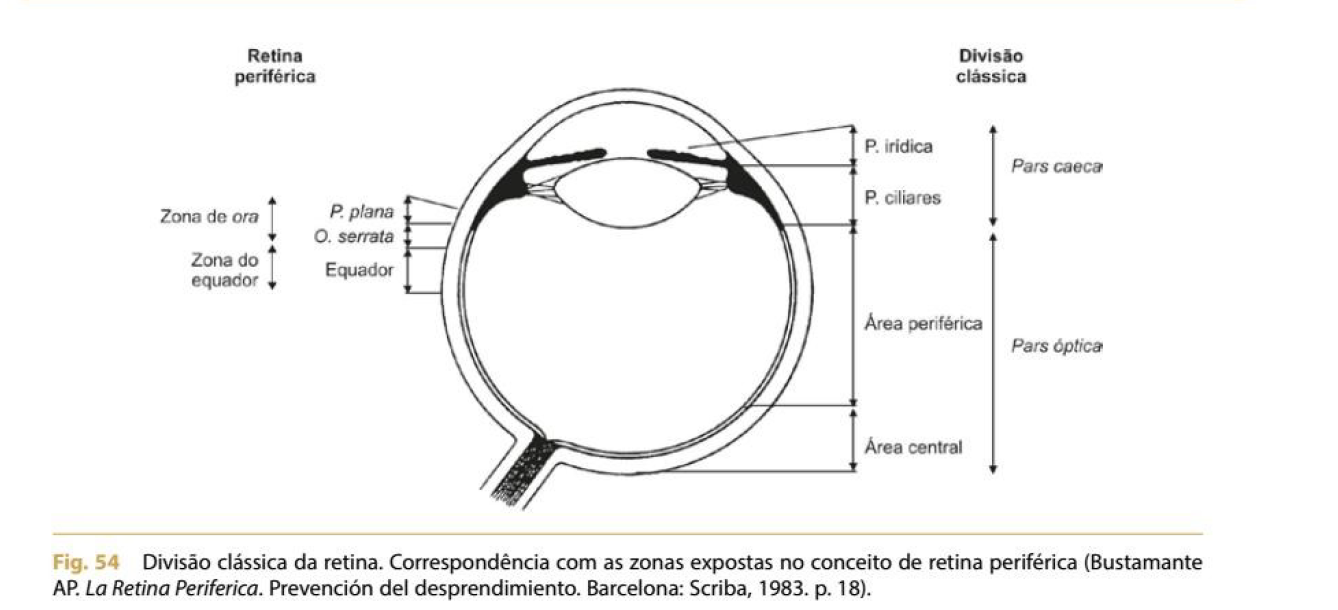 Retina
periférica
Divisão
clássica
Zona de ora
Zona do
equador
P. plana
O. serrata
Equador
P. irídica
P. ciliares
Área periférica
Área central
Pars caeca
Pars óptica
Fig. 54 Divisão clássica da retina. Correspondência com as zonas expostas no conceito de retina periférica (Bustamante
AP. La Retina Periferica. Prevención del desprendimiento. Barcelona: Scriba, 1983. p. 18).